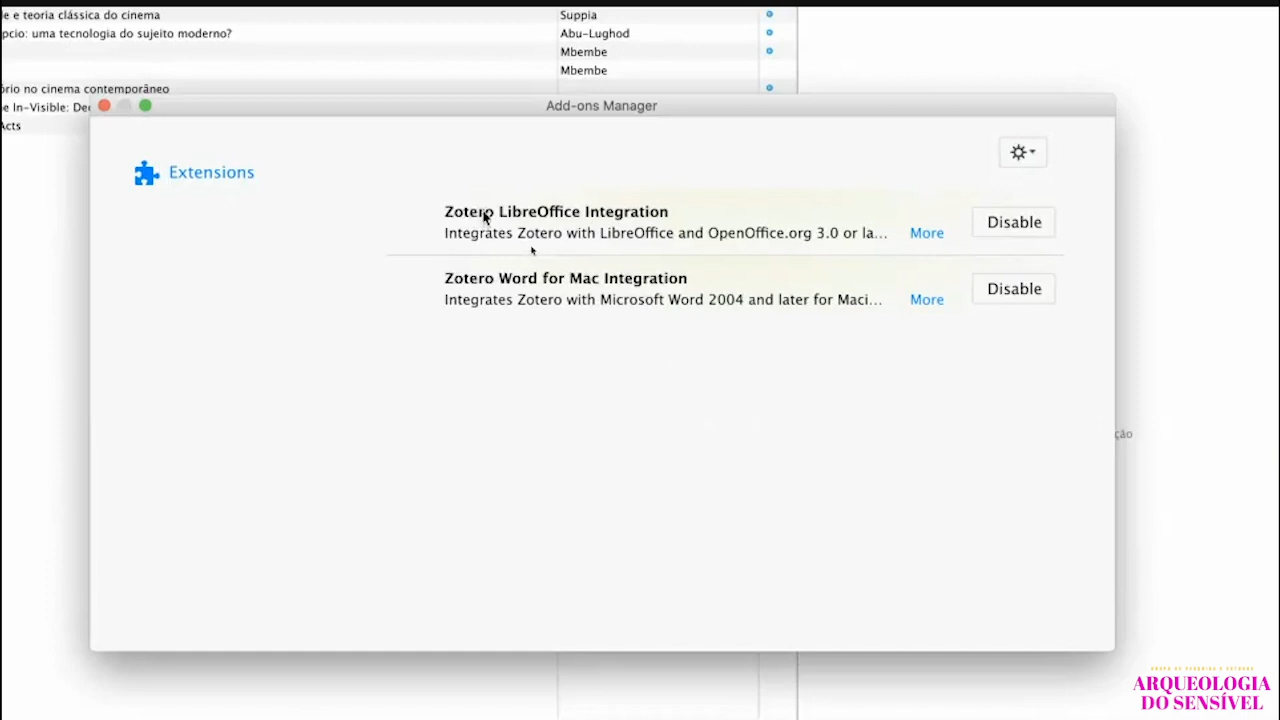 de e teoria clássica do cinema Suppia
pcio: uma tecnologia do sujeito moderno? Abu-Lughod
Mbembe
Mbembe
ório no cinema contemporâneo
e In-Visible: Dec
Acts
Add-ons Manager
Extensions
Zotero LibreOffice Integration
Integrates Zotero with LibreOffice and OpenOffice.org 3.0 or la... More
Disable
Zotero Word for Mac Integration
Integrates Zotero with Microsoft Word 2004 and later for Maci... More
Disable
ção
ARQUEOLOGIA
DO SENSÍVEL